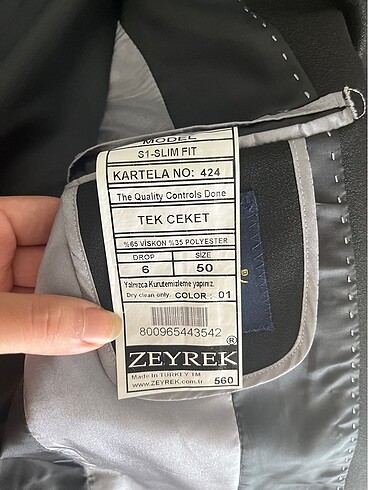 MODEL
S1-SLIM FIT
KARTELA NO: 424
The Quality Controls Done
TEK CEKET
%65 VİSKON %35 POLYESTER
DROP SIZE
6 50
Yalnızca Kurutemizleme yapınız.
Dry clean only. COLOR : 01
800965443542
ZEYREK®
Made in TURKEY TM
www.ZEYREK.com.tr 560